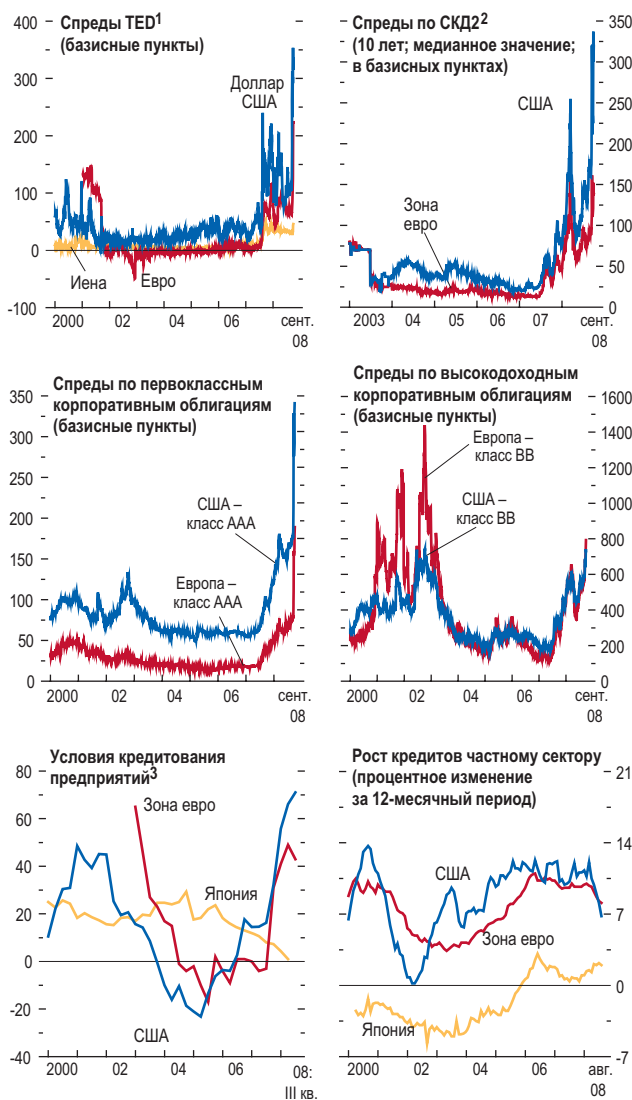 Спреды TED1
(базисные пункты)
400
300
200
100
0
-100
Доллар
США
Иена
Евро
2000 02 04 06 сент.
08
Спреды по СКД22
(10 лет; медианное значение;
в базисных пунктах)
350
300
250
200
150
100
50
0
США
Зона
евро
2003 04 05 06 07 сент.
08
Спреды по первоклассным
корпоративным облигациям
(базисные пункты)
350
300
250
200
150
100
50
0
США –
класс AAA
Европа –
класс AAA
2000 02 04 06 сент.
08
Спреды по высокодоходным
корпоративным облигациям
(базисные пункты)
1600
1400
1200
1000
800
600
400
200
0
Европа –
класс BB
США –
класс BB
2000 02 04 06 сент.
08
Условия кредитования
предприятий3
80
60
40
20
0
-20
-40
Зона евро
Япония
США
2000 02 04 06 08:
III кв.
Рост кредитов частному сектору
(процентное изменение
за 12-месячный период)
21
14
7
0
-7
США
Зона евро
Япония
2000 02 04 06 авг.
08